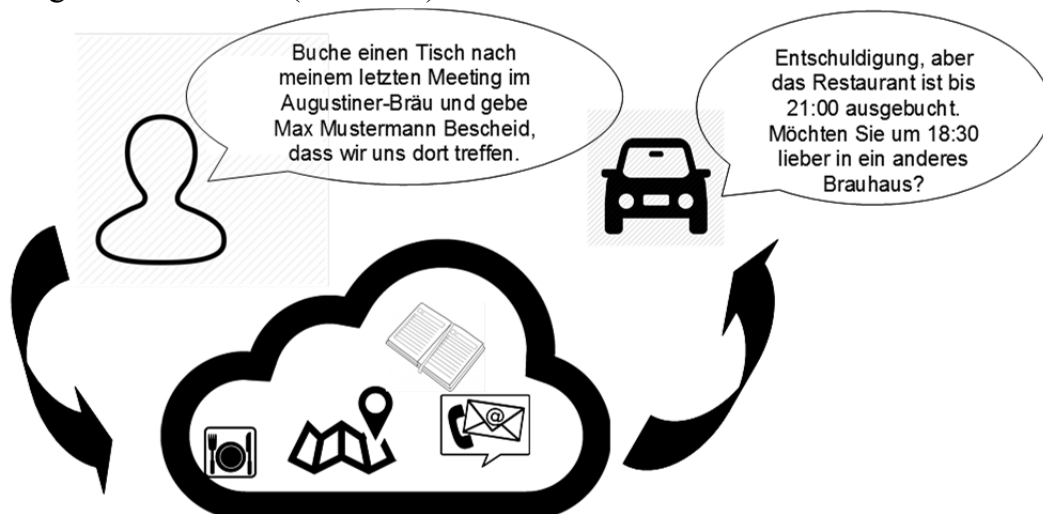 Buche einen Tisch nach
meinem letzten Meeting im
Augustiner-Bräu und gebe
Max Mustermann Bescheid,
dass wir uns dort treffen.
Entschuldigung, aber
das Restaurant ist bis
21:00 ausgebucht.
Möchten Sie um 18:30
lieber in ein anderes
Brauhaus?
@